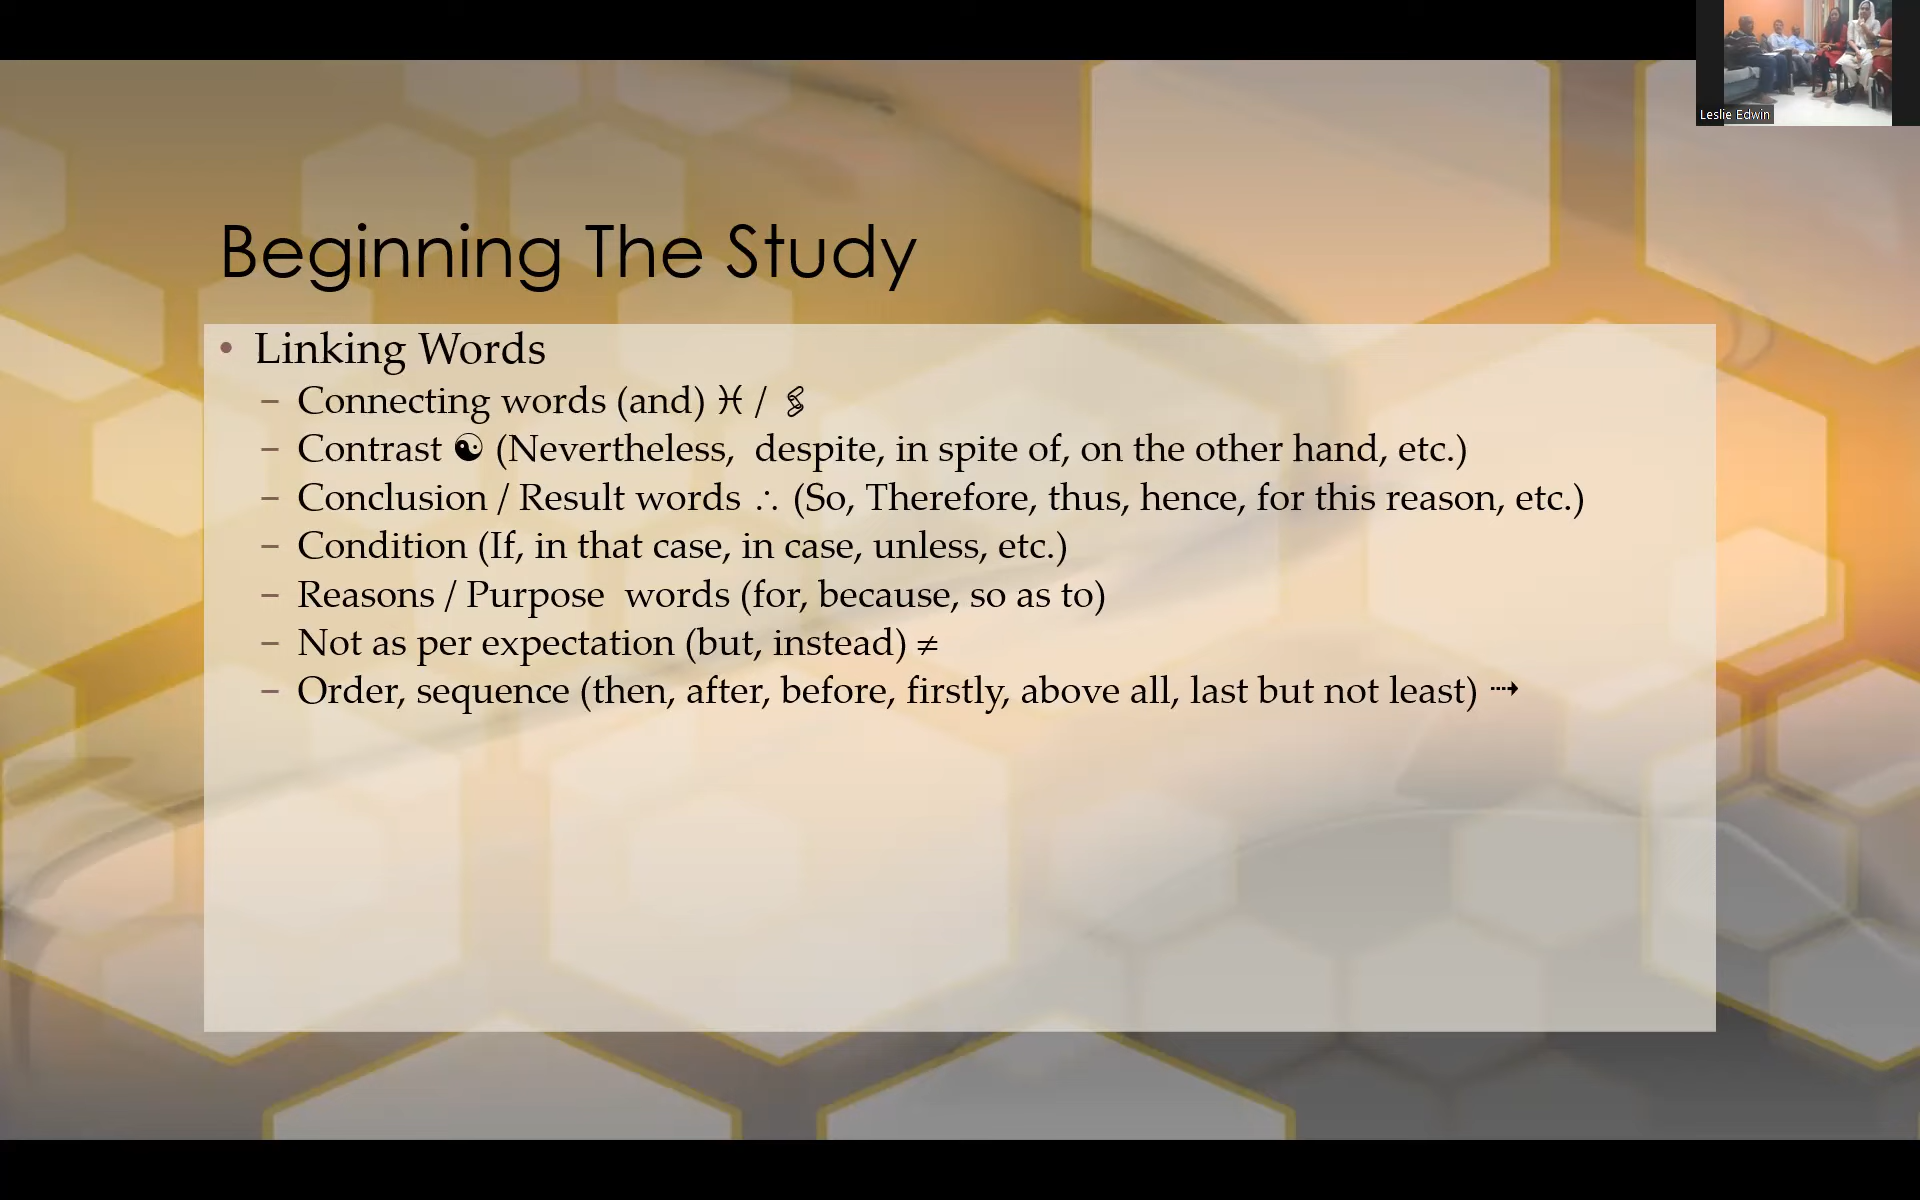 Leslie Edwin
Beginning The Study
• Linking Words
– Connecting words (and) ♓ / 🖇
– Contrast ☯ (Nevertheless,  despite, in spite of, on the other hand, etc.)
– Conclusion / Result words ∴ (So, Therefore, thus, hence, for this reason, etc.)
– Condition (If, in that case, in case, unless, etc.)
– Reasons / Purpose  words (for, because, so as to)
– Not as per expectation (but, instead) ≠
– Order, sequence (then, after, before, firstly, above all, last but not least) ⤑